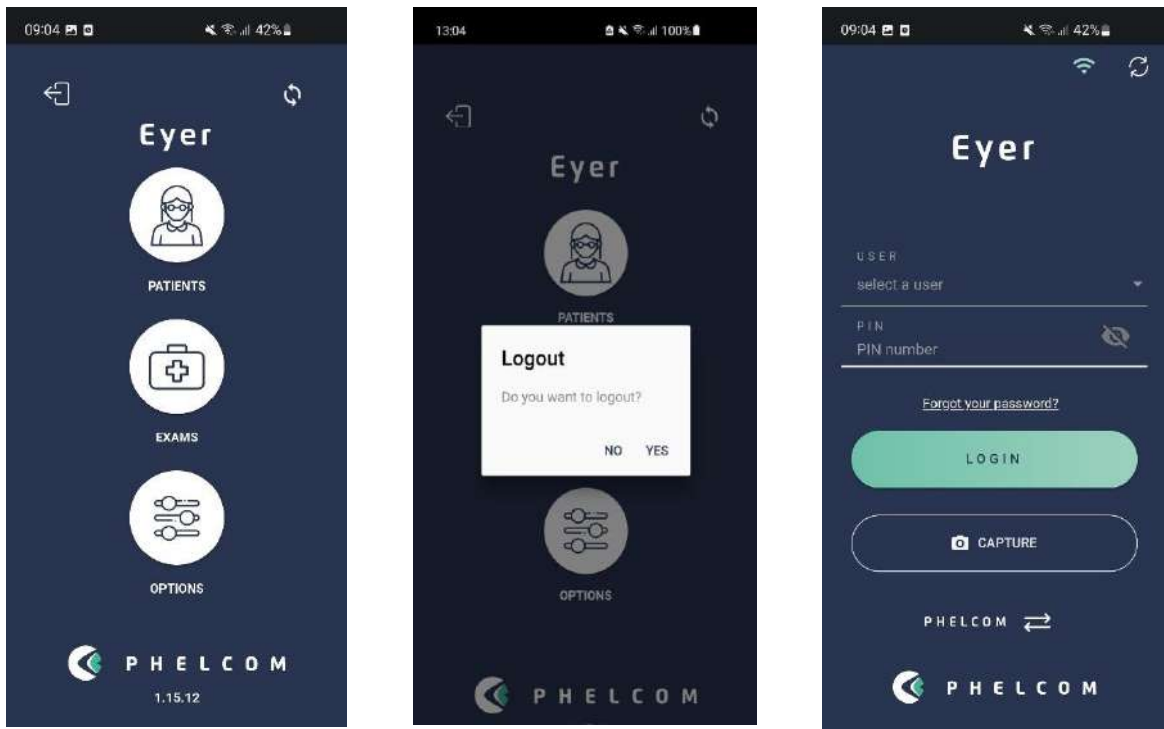 09:04 42%
Eyer
PATIENTS
EXAMS
OPTIONS
PHELCOM
1.15.12
13:04 100%
Eyer
PATIENTS
Logout
Do you want to logout?
NO YES
OPTIONS
PHELCOM
09:04 42%
Eyer
USER
select a user
PIN
PIN number
Forgot your password?
LOGIN
CAPTURE
PHELCOM
PHELCOM